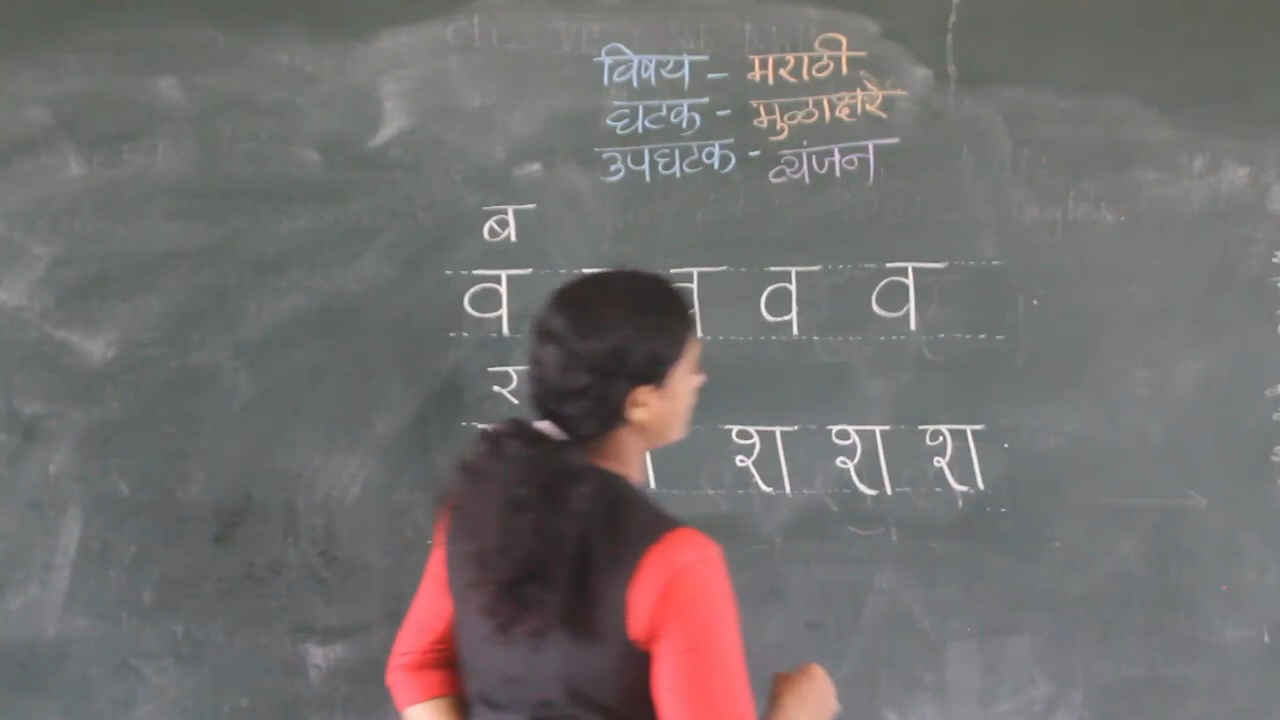 विषय - मराठी
घटक - मुळाक्षरे
उपघटक - व्यंजन
ब
व व व व
र
श श श